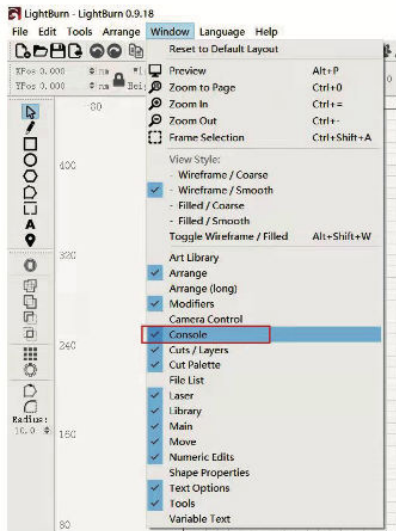 LightBurn - LightBurn 0.9.18
File Edit Tools Arrange Window Language Help
Reset to Default Layout
XPos 0.000
YPos 0.000
Preview Alt+P
Zoom to Page Ctrl+0
Zoom In Ctrl+=
Zoom Out Ctrl+-
Frame Selection Ctrl+Shift+A
View Style:
- Wireframe / Coarse
- Wireframe / Smooth
- Filled / Coarse
- Filled / Smooth
Toggle Wireframe / Filled Alt+Shift+W
Art Library
Arrange
Arrange (long)
Modifiers
Camera Control
Console
Cuts / Layers
Cut Palette
File List
Laser
Library
Main
Move
Numeric Edits
Shape Properties
Text Options
Tools
Variable Text
400
320
240
80
A
Radius:
10.0